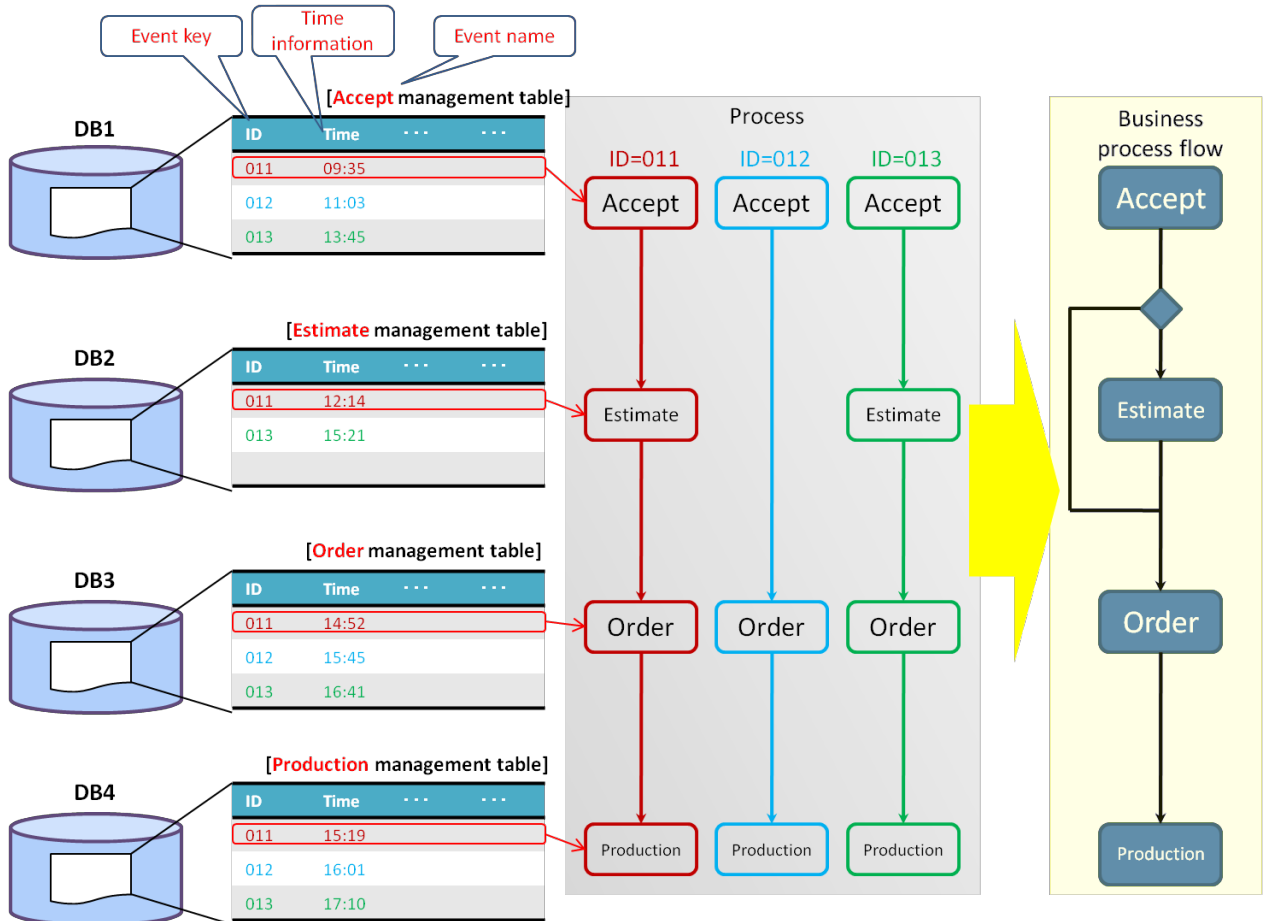 Event key
Time
information
Event name
[Accept management table]
DB1
ID Time ... ...
011 09:35
012 11:03
013 13:45
[Estimate management table]
DB2
ID Time ... ...
011 12:14
013 15:21
[Order management table]
DB3
ID Time ... ...
011 14:52
012 15:45
013 16:41
[Production management table]
DB4
ID Time ... ...
011 15:19
012 16:01
013 17:10
Process
ID=011 ID=012 ID=013
Accept Accept Accept
Estimate Estimate
Order Order Order
Production Production Production
Business
process flow
Accept
Estimate
Order
Production